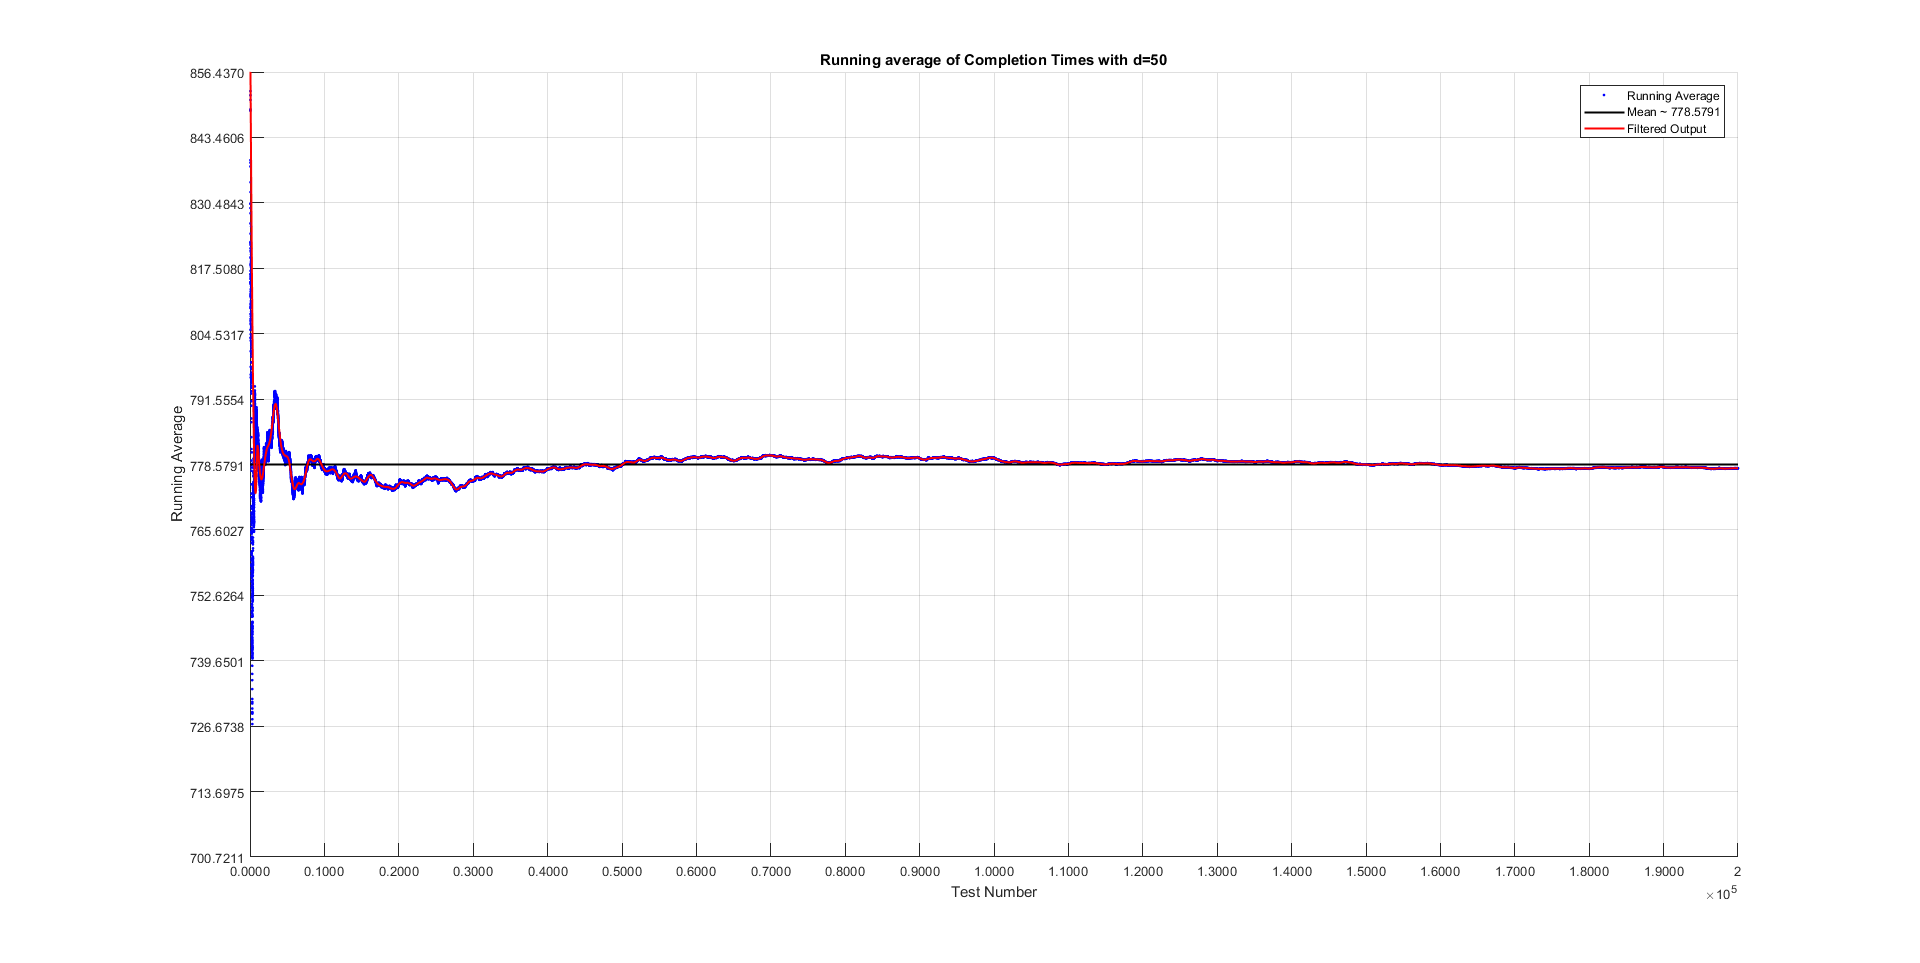 Running average of Completion Times with d=50
856.4370
843.4606
830.4843
817.5080
804.5317
791.5554
778.5791
765.6027
752.6264
739.6501
726.6738
713.6975
700.7211
Running Average
Running Average
Mean ~ 778.5791
Filtered Output
0.0000 0.1000 0.2000 0.3000 0.4000 0.5000 0.6000 0.7000 0.8000 0.9000 1.0000 1.1000 1.2000 1.3000 1.4000 1.5000 1.6000 1.7000 1.8000 1.9000 2
×10⁵
Test Number